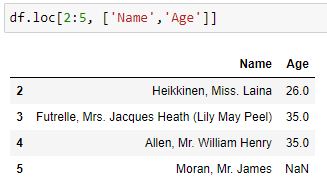 df.loc[2:5, ['Name','Age']]
Name Age
2 Heikkinen, Miss. Laina 26.0
3 Futrelle, Mrs. Jacques Heath (Lily May Peel) 35.0
4 Allen, Mr. William Henry 35.0
5 Moran, Mr. James NaN